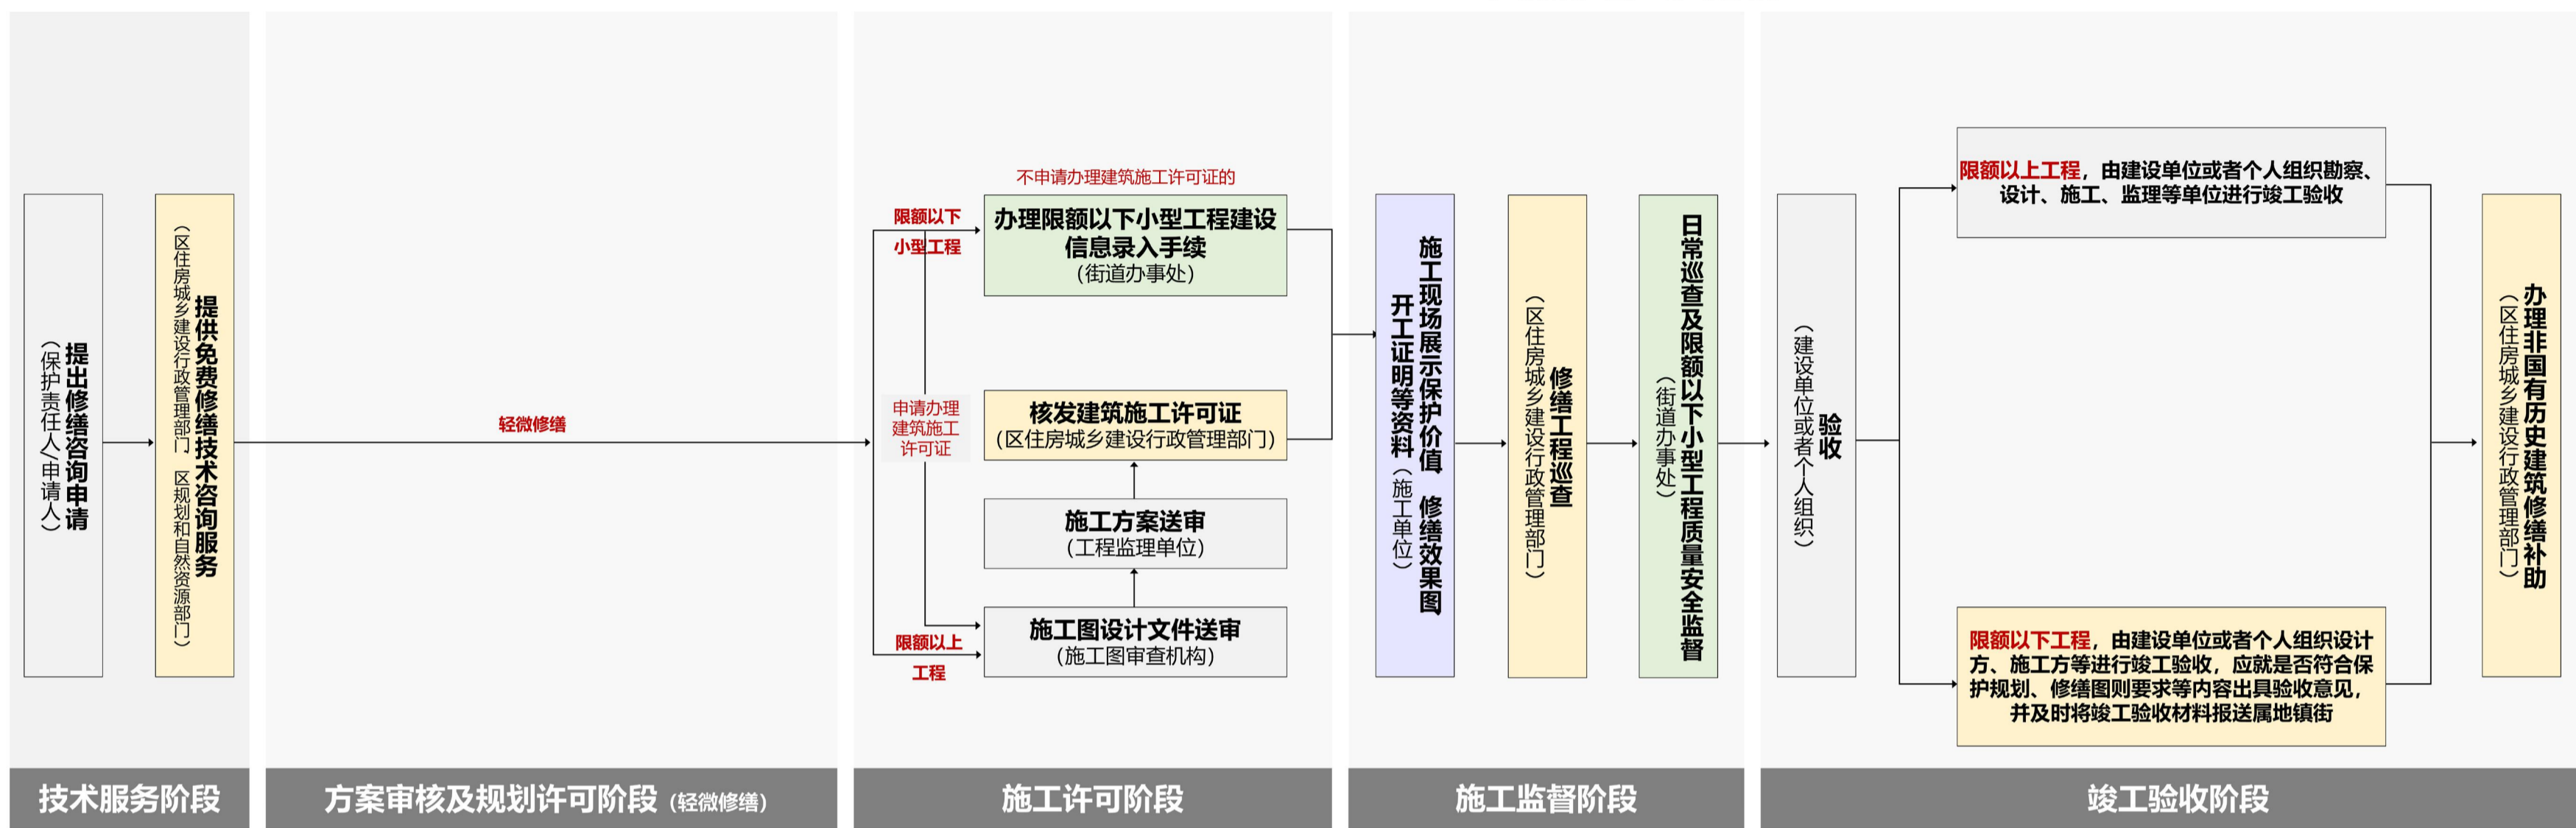 提出修缮咨询申请
（保护责任人/申请人）
提供免费修缮技术咨询服务
（区住房城乡建设行政管理部门、区规划和自然资源部门）
技术服务阶段
轻微修缮
方案审核及规划许可阶段（轻微修缮）
不申请办理建筑施工许可证的
限额以下
小型工程
办理限额以下小型工程建设
信息录入手续
（街道办事处）
申请办理
建筑施工
许可证
核发建筑施工许可证
（区住房城乡建设行政管理部门）
施工方案送审
（工程监理单位）
限额以上
工程
施工图设计文件送审
（施工图审查机构）
施工许可阶段
施工现场展示保护价值、修缮效果图、
开工证明等资料（施工单位）
修缮工程巡查
（区住房城乡建设行政管理部门）
日常巡查及限额以下小型工程质量安全监督
（街道办事处）
施工监督阶段
验收
（建设单位或者个人组织）
限额以上工程，由建设单位或者个人组织勘察、
设计、施工、监理等单位进行竣工验收
限额以下工程，由建设单位或者个人组织设计
方、施工方等进行竣工验收，应就是否符合保
护规划、修缮图则要求等内容出具验收意见，
并及时将竣工验收材料报送属地镇街
办理非国有历史建筑修缮补助
（区住房城乡建设行政管理部门）
竣工验收阶段